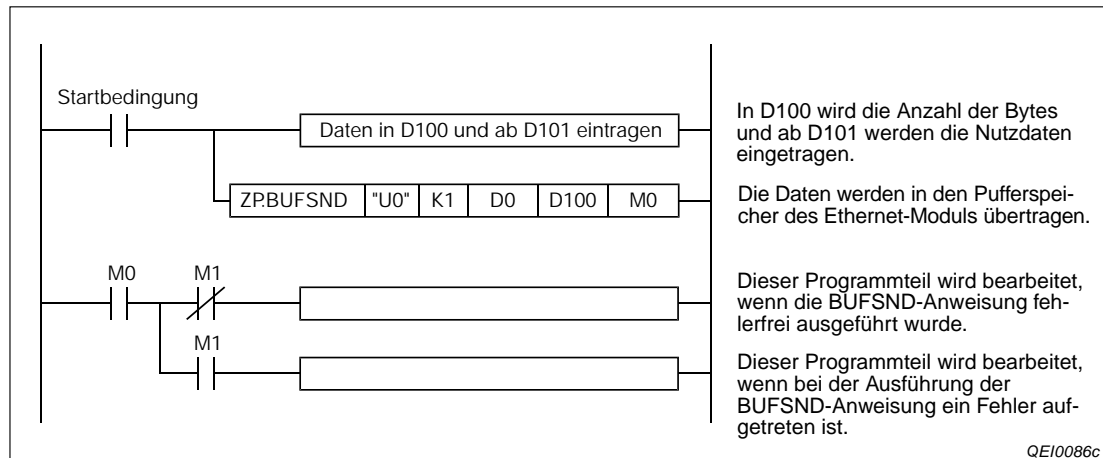 Startbedingung
Daten in D100 und ab D101 eintragen
In D100 wird die Anzahl der Bytes
und ab D101 werden die Nutzdaten
eingetragen.
ZP.BUFSND "U0" K1 D0 D100 M0
Die Daten werden in den Pufferspei-
cher des Ethernet-Moduls übertragen.
M0 M1
Dieser Programmteil wird bearbeitet,
wenn die BUFSND-Anweisung feh-
lerfrei ausgeführt wurde.
M1
Dieser Programmteil wird bearbeitet,
wenn bei der Ausführung der
BUFSND-Anweisung ein Fehler auf-
getreten ist.
QEI0086c